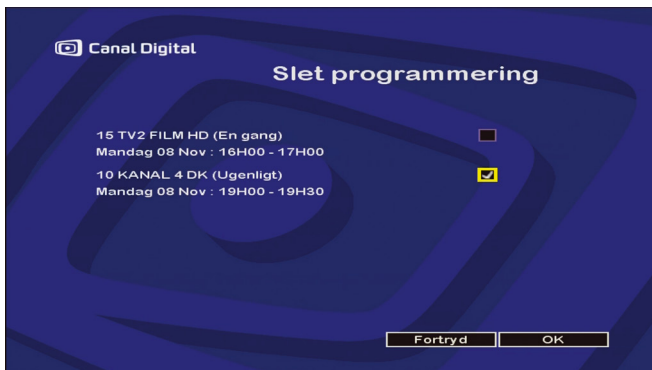 Canal Digital
Slet programmering
15 TV2 FILM HD (En gang)
Mandag 08 Nov : 16H00 - 17H00
10 KANAL 4 DK (Ugenligt)
Mandag 08 Nov : 19H00 - 19H30
Fortryd OK